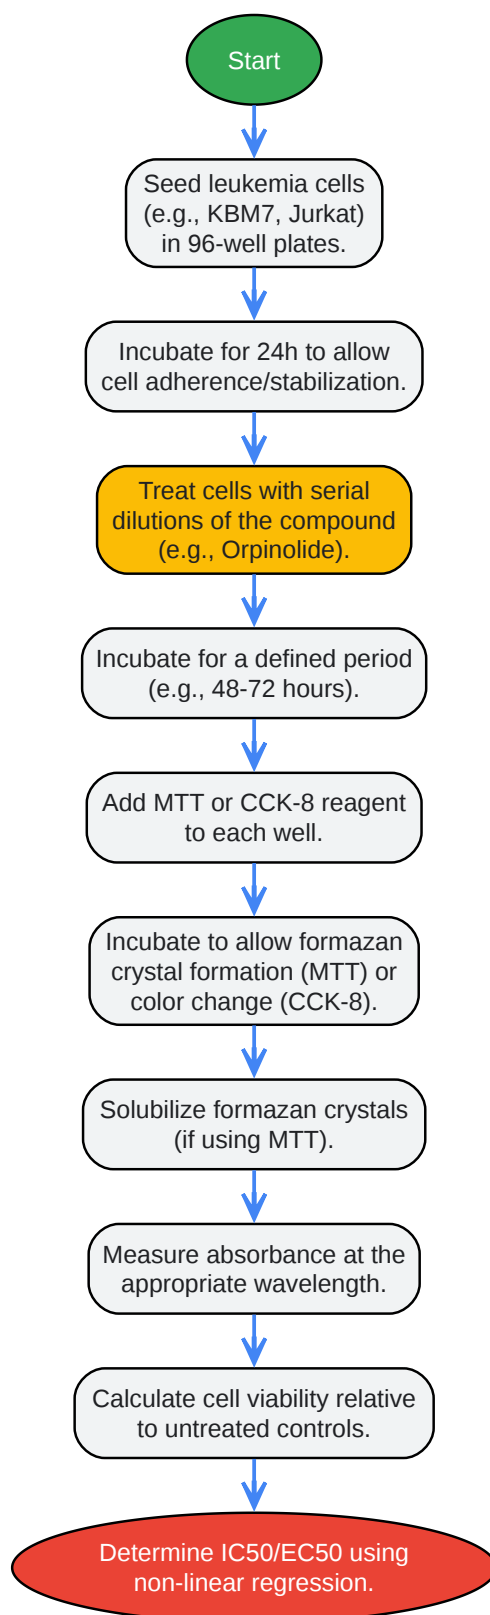 Start
Seed leukemia cells
(e.g., KBM7, Jurkat)
in 96-well plates.
Incubate for 24h to allow
cell adherence/stabilization.
Treat cells with serial
dilutions of the compound
(e.g., Orpinolide).
Incubate for a defined period
(e.g., 48-72 hours).
Add MTT or CCK-8 reagent
to each well.
Incubate to allow formazan
crystal formation (MTT) or
color change (CCK-8).
Solubilize formazan crystals
(if using MTT).
Measure absorbance at the
appropriate wavelength.
Calculate cell viability relative
to untreated controls.
Determine IC50/EC50 using
non-linear regression.